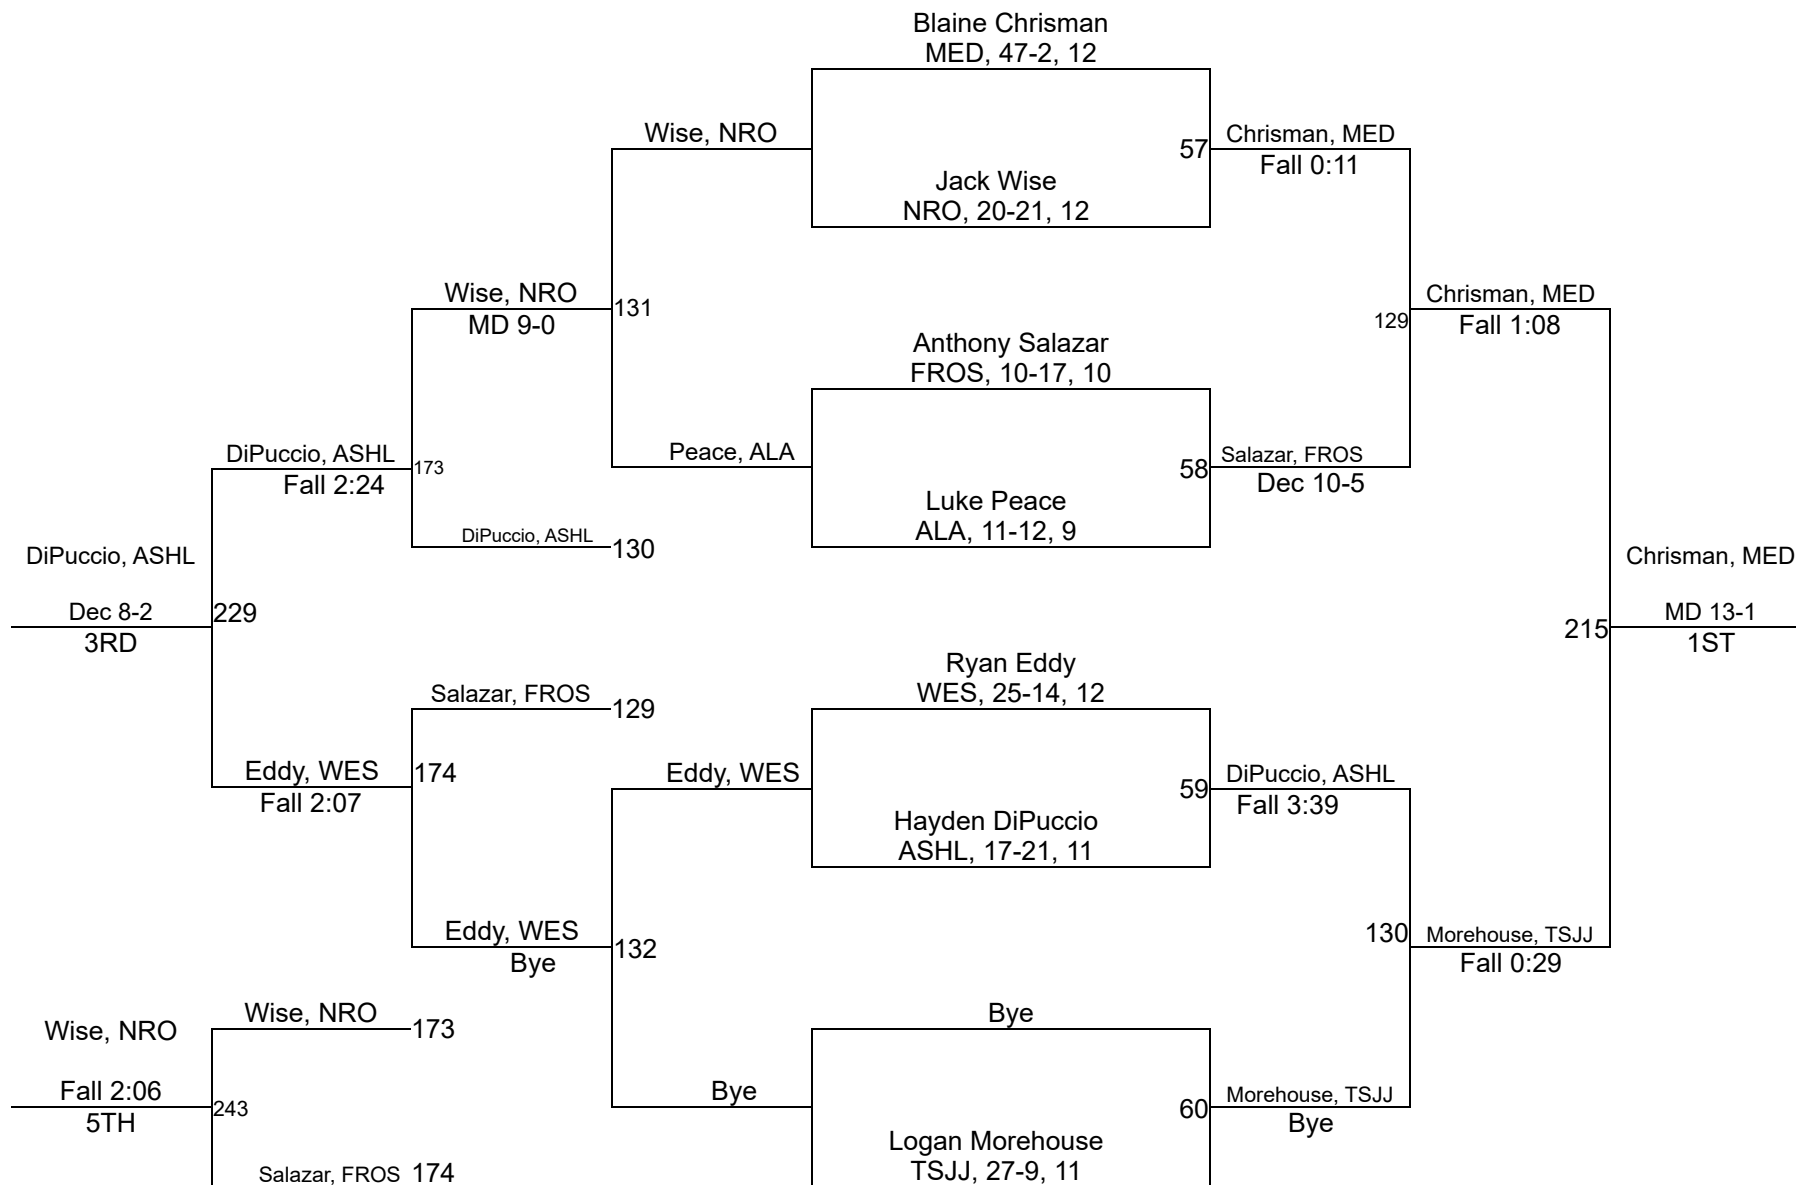 Blaine Chrisman
MED, 47-2, 12
Wise, NRO
57
Chrisman, MED
Fall 0:11
Jack Wise
NRO, 20-21, 12
Wise, NRO
MD 9-0
131
129
Chrisman, MED
Fall 1:08
Anthony Salazar
FROS, 10-17, 10
DiPuccio, ASHL
Fall 2:24
173
Peace, ALA
58
Salazar, FROS
Dec 10-5
Luke Peace
ALA, 11-12, 9
DiPuccio, ASHL
130
DiPuccio, ASHL
Dec 8-2
3RD
229
Chrisman, MED
215
MD 13-1
1ST
Ryan Eddy
WES, 25-14, 12
Salazar, FROS
129
Eddy, WES
Fall 2:07
174
Eddy, WES
59
DiPuccio, ASHL
Fall 3:39
Hayden DiPuccio
ASHL, 17-21, 11
Eddy, WES
Bye
132
130
Morehouse, TSJJ
Fall 0:29
Wise, NRO
173
Bye
Wise, NRO
Fall 2:06
5TH
243
Bye
60
Morehouse, TSJJ
Bye
Logan Morehouse
TSJJ, 27-9, 11
Salazar, FROS
174